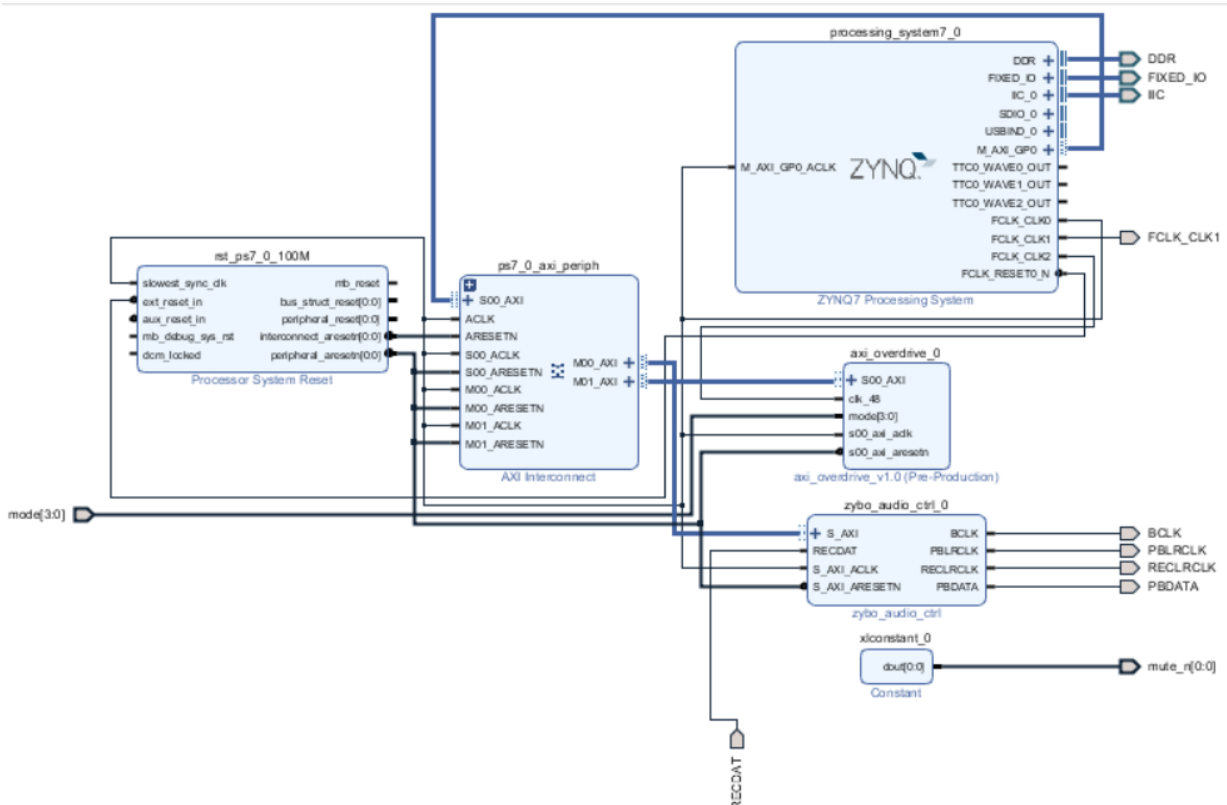 processing_system7_0
DDR
FIXED_IO
IIC_0
SDIO_0
USBIND_0
M_AXI_GP0
M_AXI_GP0_ACLK
ZYNQ.
TTC0_WAVE0_OUT
TTC0_WAVE1_OUT
TTC0_WAVE2_OUT
FCLK_CLK0
FCLK_CLK1
FCLK_CLK2
FCLK_RESET0_N
ZYNQ7 Processing System
DDR
FIXED_IO
IIC
FCLK_CLK1
rst_ps7_0_100M
slowest_sync_clk
ext_reset_in
aux_reset_in
mb_debug_sys_rst
dcm_locked
mb_reset
bus_struct_reset[0:0]
peripheral_reset[0:0]
interconnect_aresetn[0:0]
peripheral_aresetn[0:0]
Processor System Reset
ps7_0_axi_periph
S00_AXI
ACLK
ARESETN
S00_ACLK
S00_ARESETN
M00_ACLK
M00_ARESETN
M01_ACLK
M01_ARESETN
M00_AXI
M01_AXI
AXI Interconnect
axi_overdrive_0
S00_AXI
clk_48
mode[3:0]
s00_axi_aclk
s00_axi_aresetn
axi_overdrive_v1.0 (Pre-Production)
mode[3:0]
zybo_audio_ctrl_0
S_AXI
RECDAT
S_AXI_ACLK
S_AXI_ARESETN
BCLK
PBLRCLK
RECLRCLK
PBDATA
zybo_audio_ctrl
BCLK
PBLRCLK
RECLRCLK
PBDATA
xlconstant_0
dout[0:0]
Constant
mute_n[0:0]
RECDAT